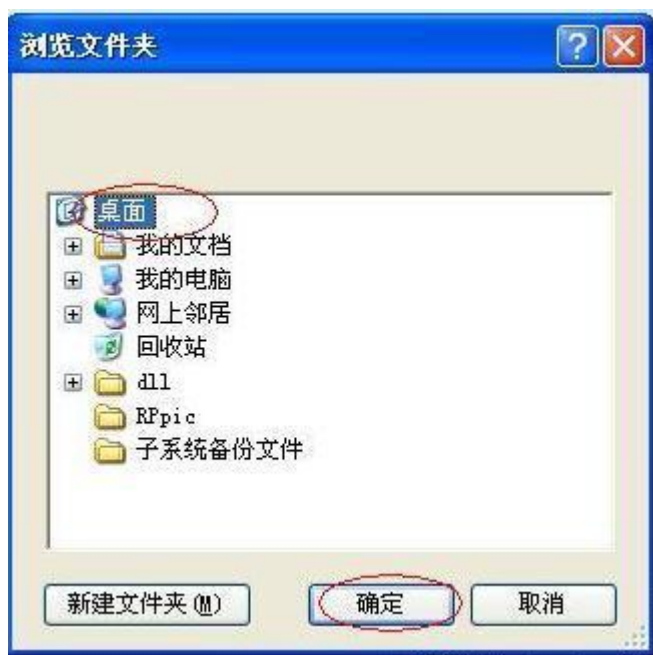 浏览文件夹
桌面
我的文档
我的电脑
网上邻居
回收站
dll
RPpic
子系统备份文件
新建文件夹(M) 确定 取消